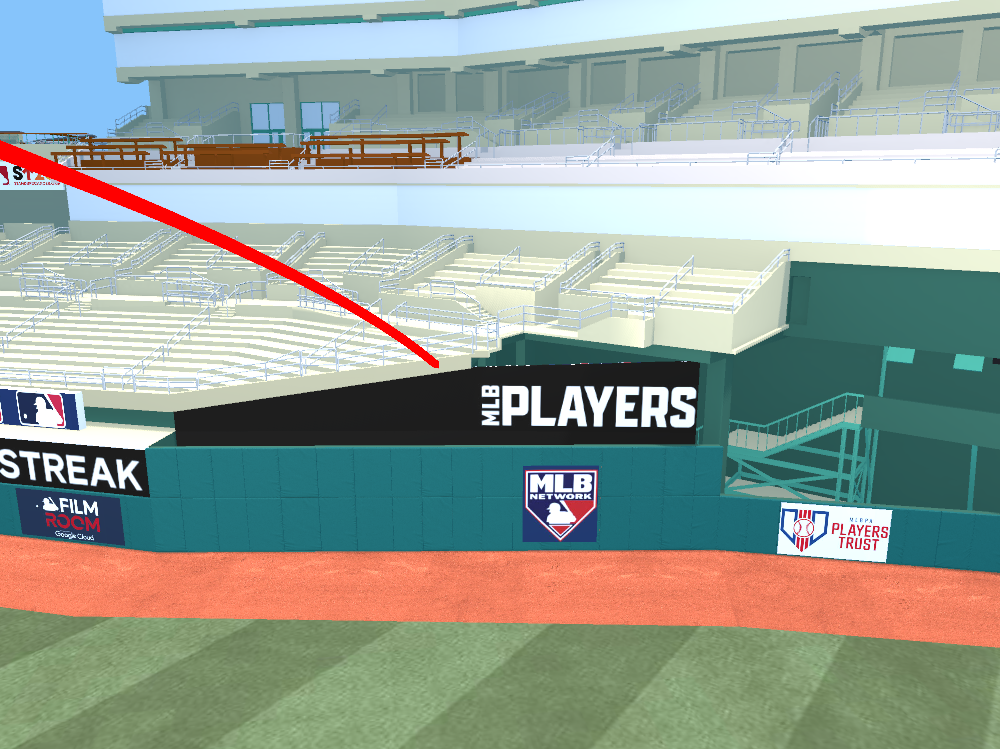 MLB
PLAYERS
STREAK
MLB
NETWORK
FILM
ROOM
Google Cloud
PLAYERS
TRUST